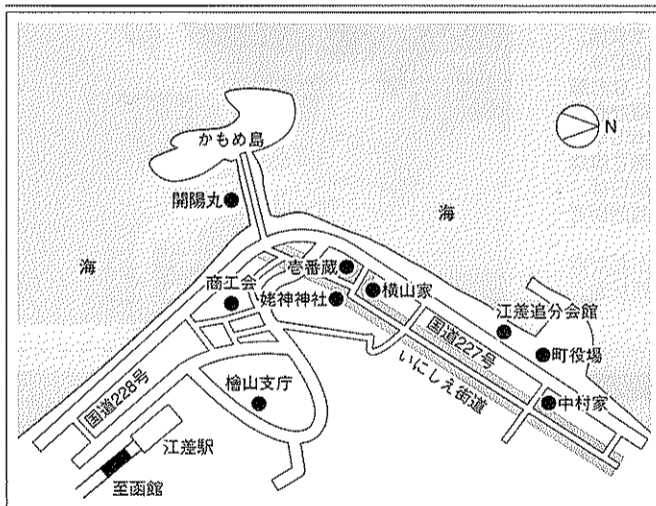 かもめ島
N
開陽丸
海
海
壱番蔵
商工会
姥神神社
横山家
江差追分会館
国道227号
町役場
いにしえ街道
国道228号
檜山支庁
中村家
江差駅
至函館